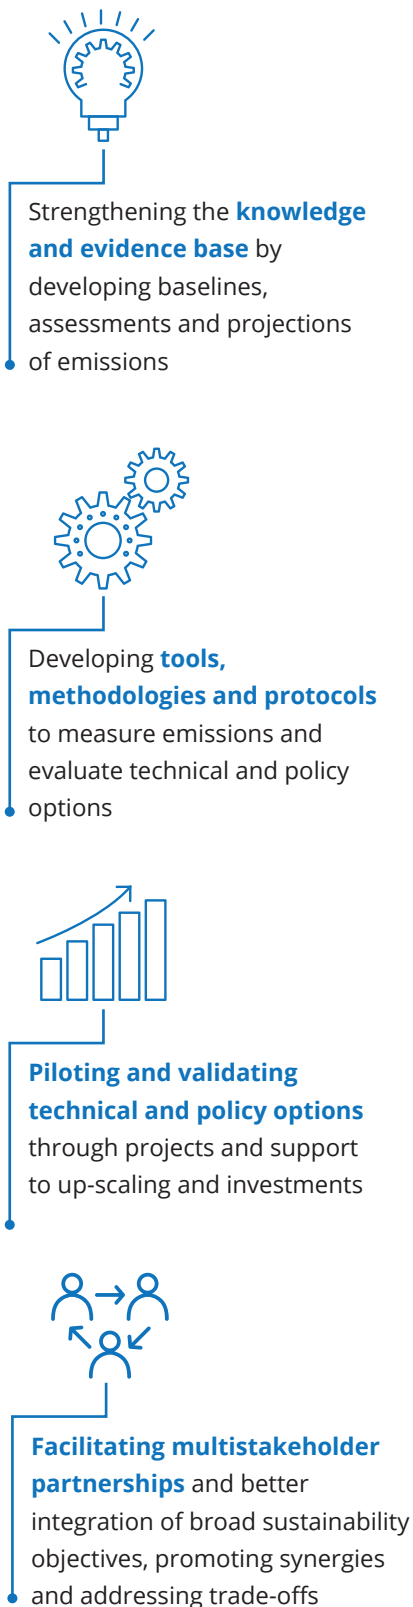 Strengthening the knowledge
and evidence base by
developing baselines,
assessments and projections
of emissions
Developing tools,
methodologies and protocols
to measure emissions and
evaluate technical and policy
options
Piloting and validating
technical and policy options
through projects and support
to up-scaling and investments
Facilitating multistakeholder
partnerships and better
integration of broad sustainability
objectives, promoting synergies
and addressing trade-offs